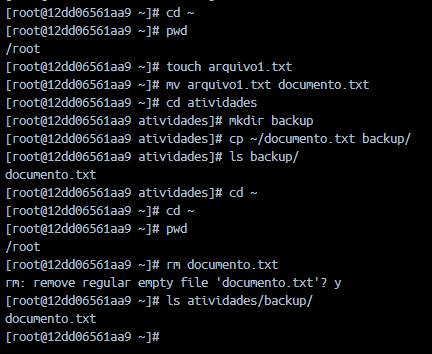 [root@12dd06561aa9 ~]# cd ~
[root@12dd06561aa9 ~]# pwd
/root
[root@12dd06561aa9 ~]# touch arquivo1.txt
[root@12dd06561aa9 ~]# mv arquivo1.txt documento.txt
[root@12dd06561aa9 ~]# cd atividades
[root@12dd06561aa9 atividades]# mkdir backup
[root@12dd06561aa9 atividades]# cp ~/documento.txt backup/
[root@12dd06561aa9 atividades]# ls backup/
documento.txt
[root@12dd06561aa9 atividades]# cd ~
[root@12dd06561aa9 ~]# cd ~
[root@12dd06561aa9 ~]# pwd
/root
[root@12dd06561aa9 ~]# rm documento.txt
rm: remove regular empty file 'documento.txt'? y
[root@12dd06561aa9 ~]# ls atividades/backup/
documento.txt
[root@12dd06561aa9 ~]#